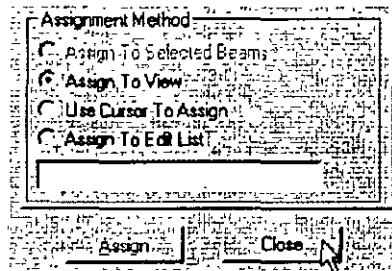 Assignment Method
Assign To Selected Beams
Assign To View
Use Cursor To Assign
Assign To Edit List
Assign
Close